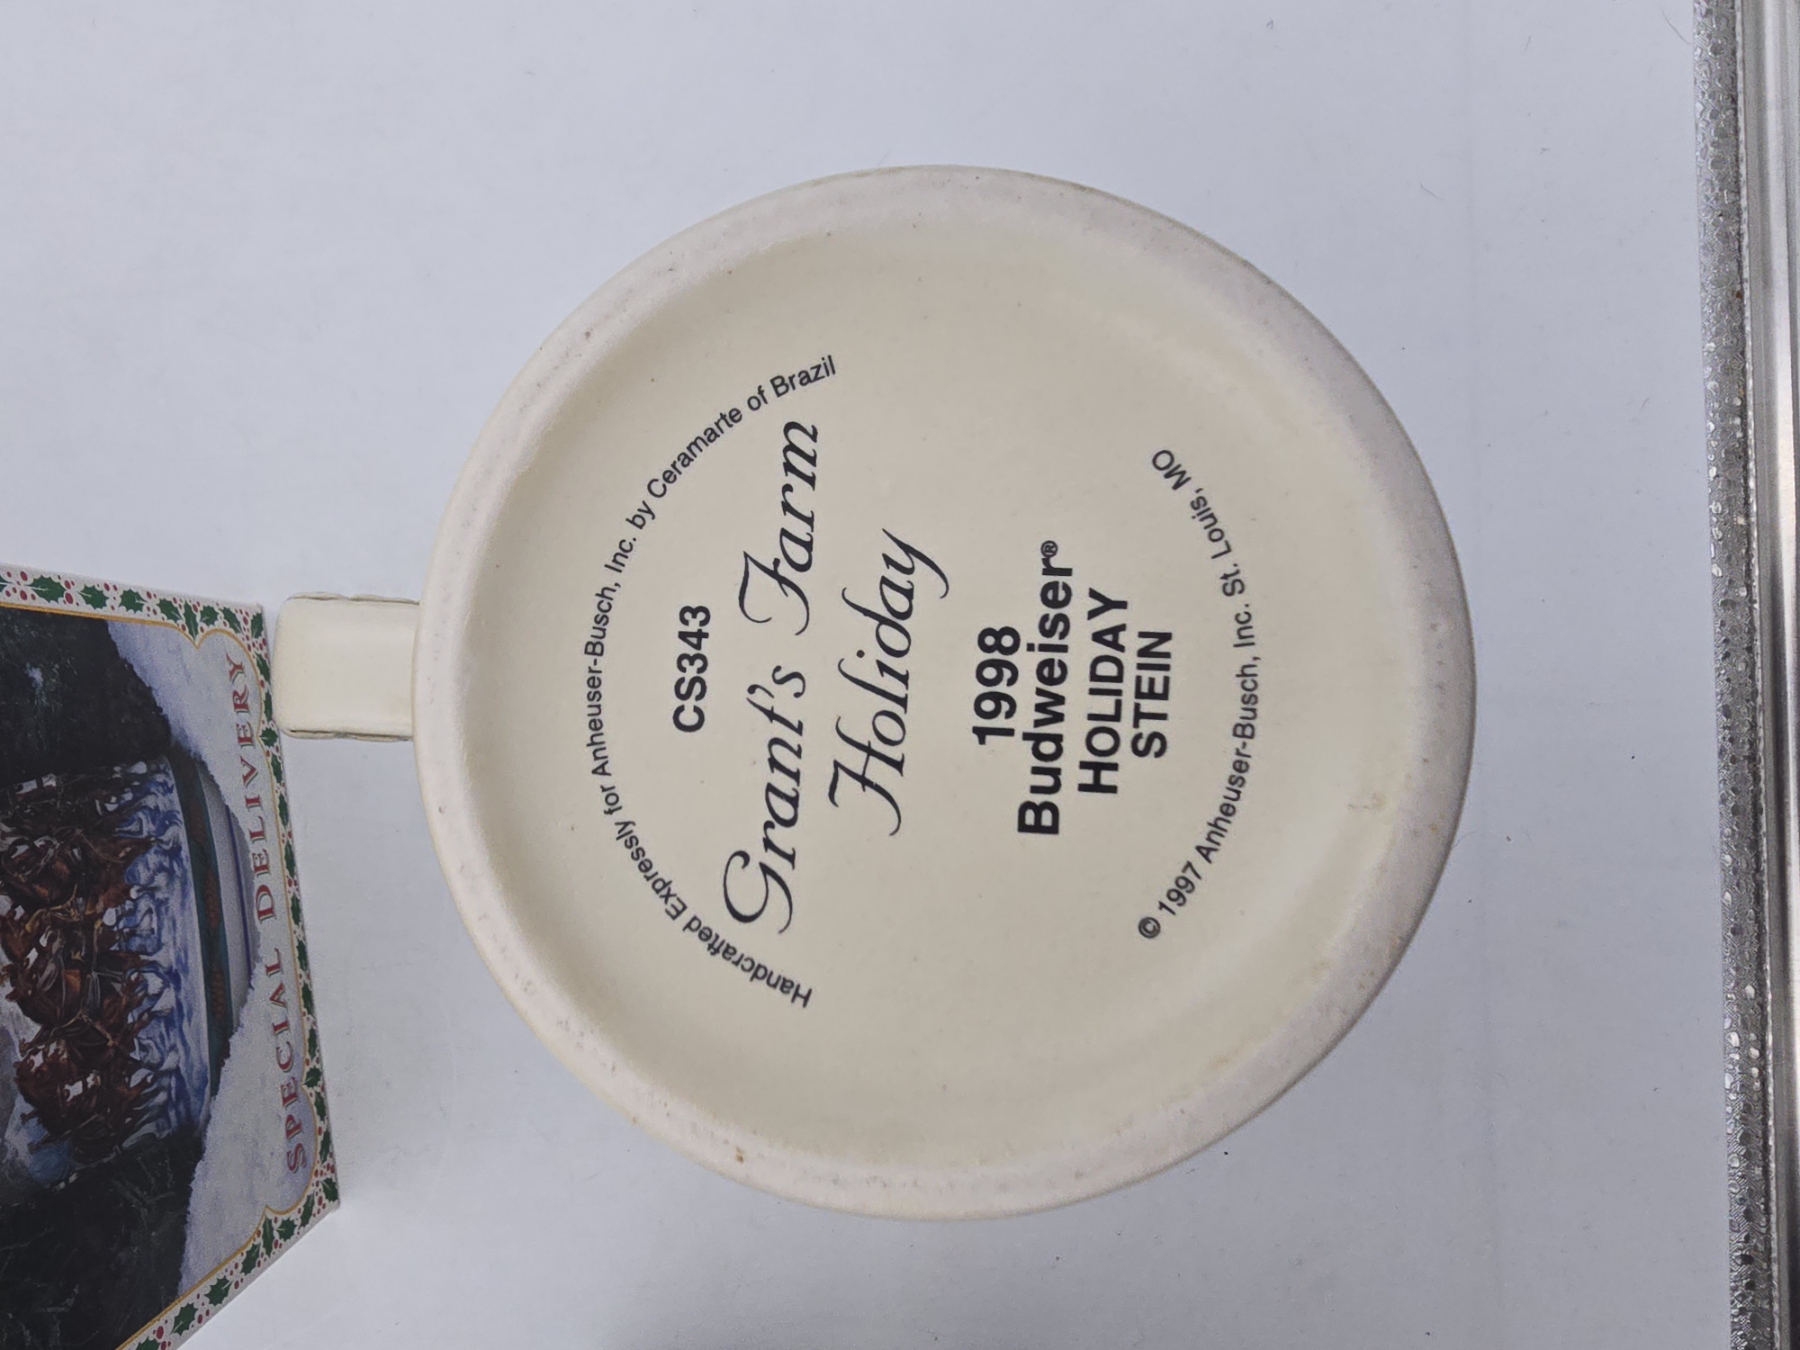 Handcrafted Expressly for Anheuser-Busch, Inc. by Ceramarte of Brazil
CS343
Grant's Farm
Holiday
1998
Budweiser®
HOLIDAY
STEIN
© 1997 Anheuser-Busch, Inc. St. Louis, MO
SPECIAL DELIVERY